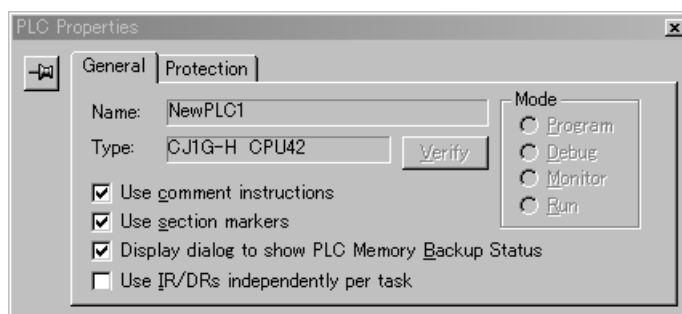 PLC Properties
General Protection
Name: NewPLC1
Type: CJ1G-H CPU42 Verify
Mode
Program
Debug
Monitor
Run
Use comment instructions
Use section markers
Display dialog to show PLC Memory Backup Status
Use IR/DRs independently per task